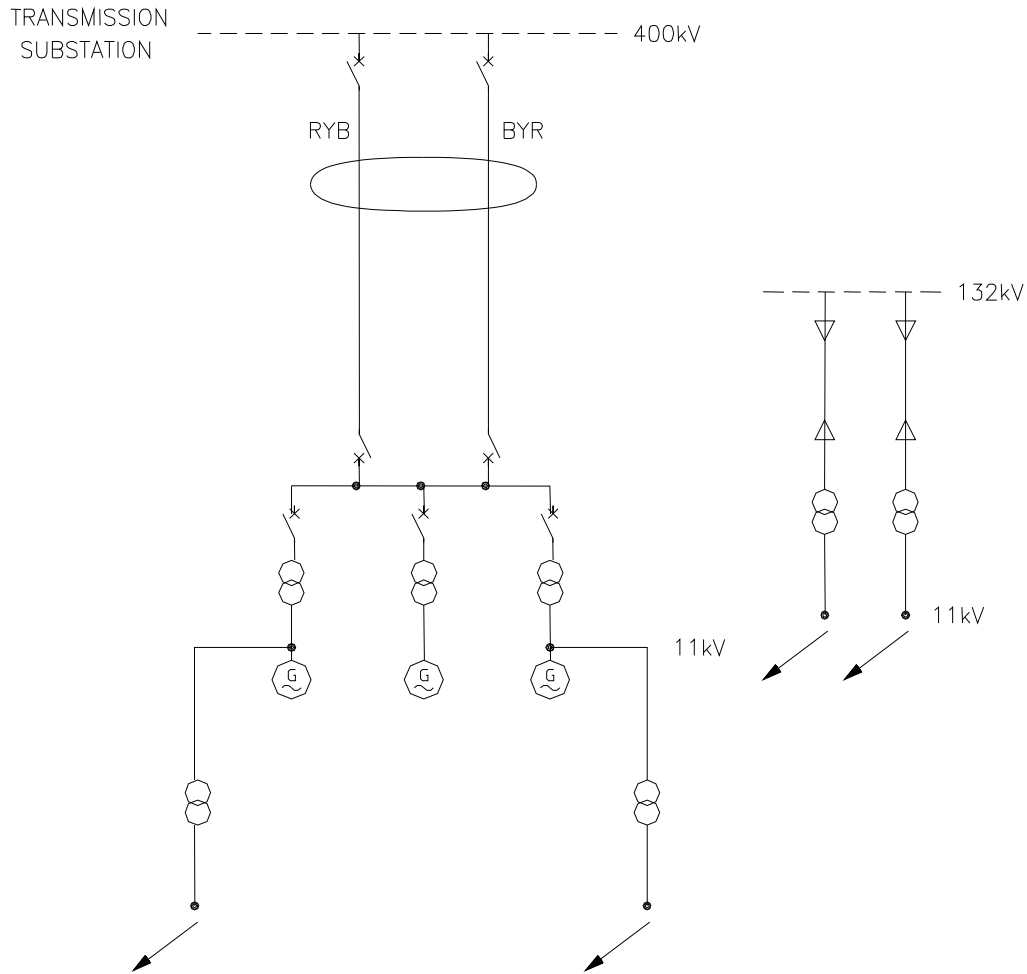 TRANSMISSION
SUBSTATION
400kV
RYB
BYR
132kV
11kV
11kV
G
G
G